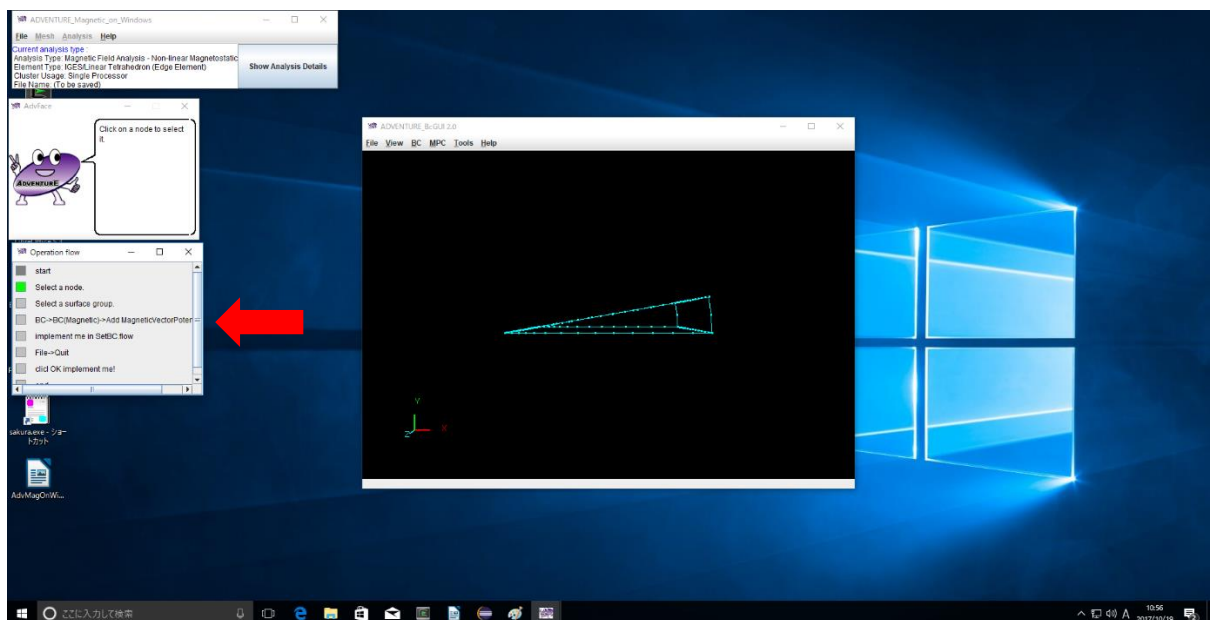 ADVENTURE_Magnetic_on_Windows
File Mesh Analysis Help
Current analysis type :
Analysis Type: Magnetic Field Analysis - Non-linear Magnetostatic
Element Type: IGES/Linear Tetrahedron (Edge Element)
Cluster Usage: Single Processor
File Name: (To be saved)
Show Analysis Details
AdvFace
Click on a node to select
it.
ADVENTURE
Operation flow
start
Select a node.
Select a surface group.
BC->BC(Magnetic)->Add MagneticVectorPoten
implement me in SetBC.flow
File->Quit
clicl OK implement me!
ADVENTURE_BcGUI 2.0
File View BC MPC Tools Help
Y
Z X
sakura.exe - ショー
トカット
AdvMagOnWi...
ここに入力して検索
A
10:56
2017/10/19